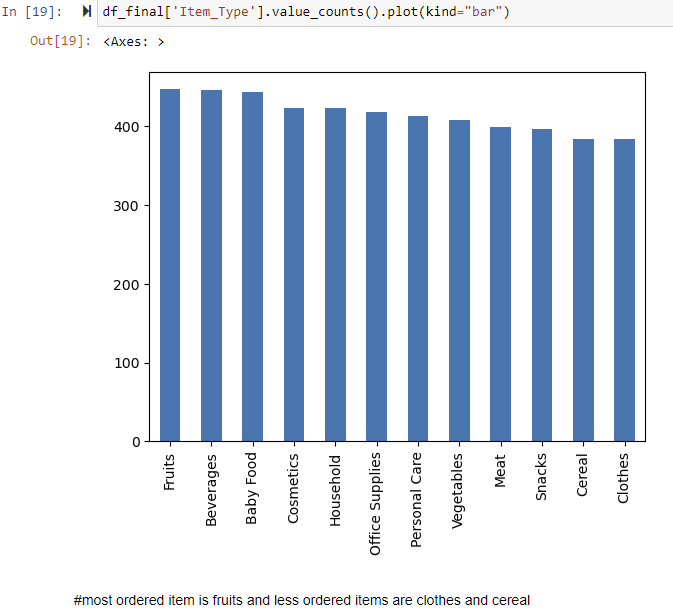 In [19]: df_final['Item_Type'].value_counts().plot(kind="bar")
Out[19]: <Axes: >
400
300
200
100
0
Fruits
Beverages
Baby Food
Cosmetics
Household
Office Supplies
Personal Care
Vegetables
Meat
Snacks
Cereal
Clothes
#most ordered item is fruits and less ordered items are clothes and cereal